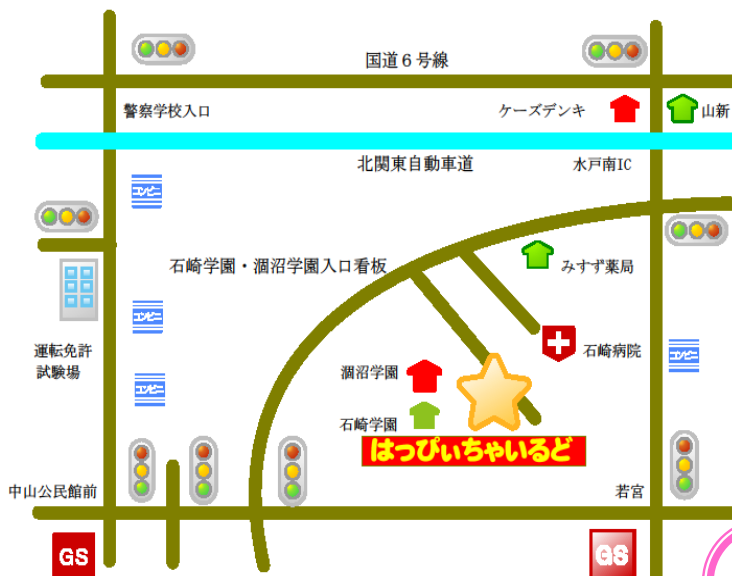 国道６号線
警察学校入口
ケーズデンキ
山新
北関東自動車道
水戸南IC
コンビニ
石崎学園・涸沼学園入口看板
みすず薬局
運転免許
試験場
コンビニ
石崎病院
コンビニ
涸沼学園
コンビニ
石崎学園
はっぴぃちゃいるど
中山公民館前
若宮
GS
GS